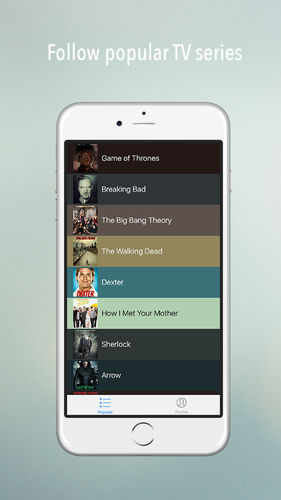 Follow popular TV series
Game of Thrones
Breaking Bad
The Big Bang Theory
The Walking Dead
Dexter
DEXTER
How I Met Your Mother
Sherlock
Arrow
Popular
Profile